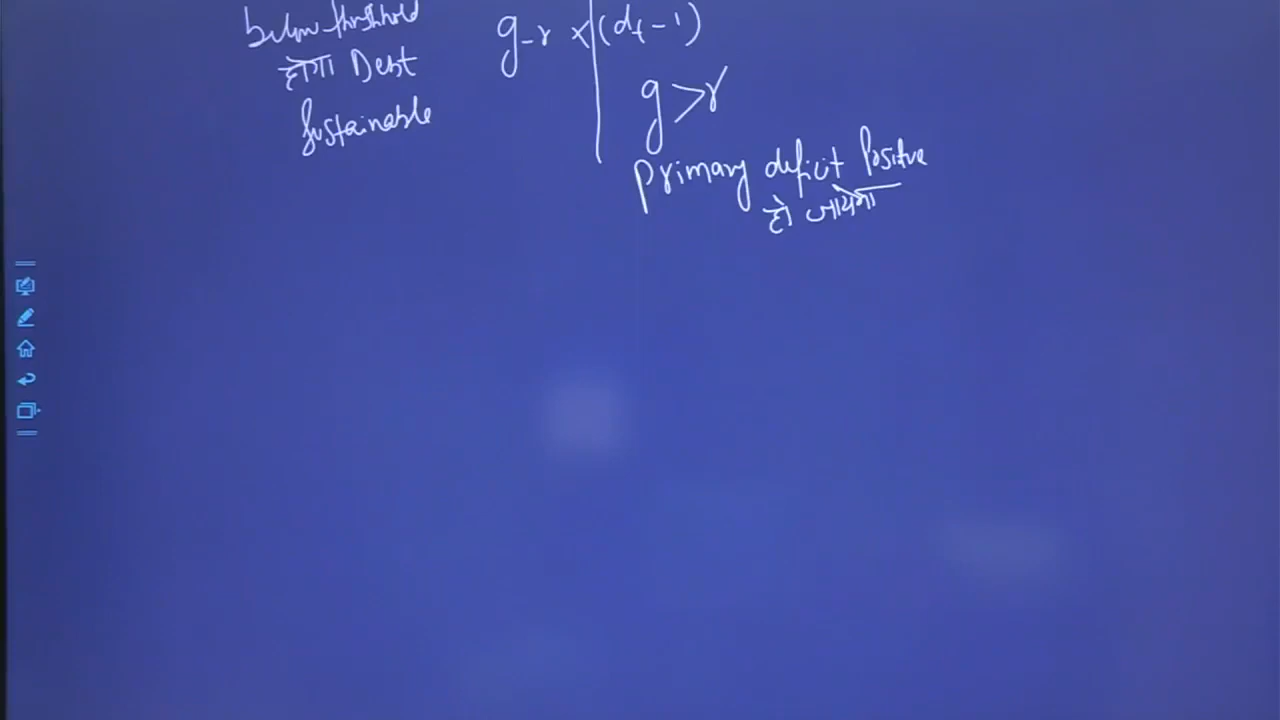 below threshold
होगा Debt
Sustainable
g-r × (dt-1)
g>r
primary deficit Positive
हो जायेगा